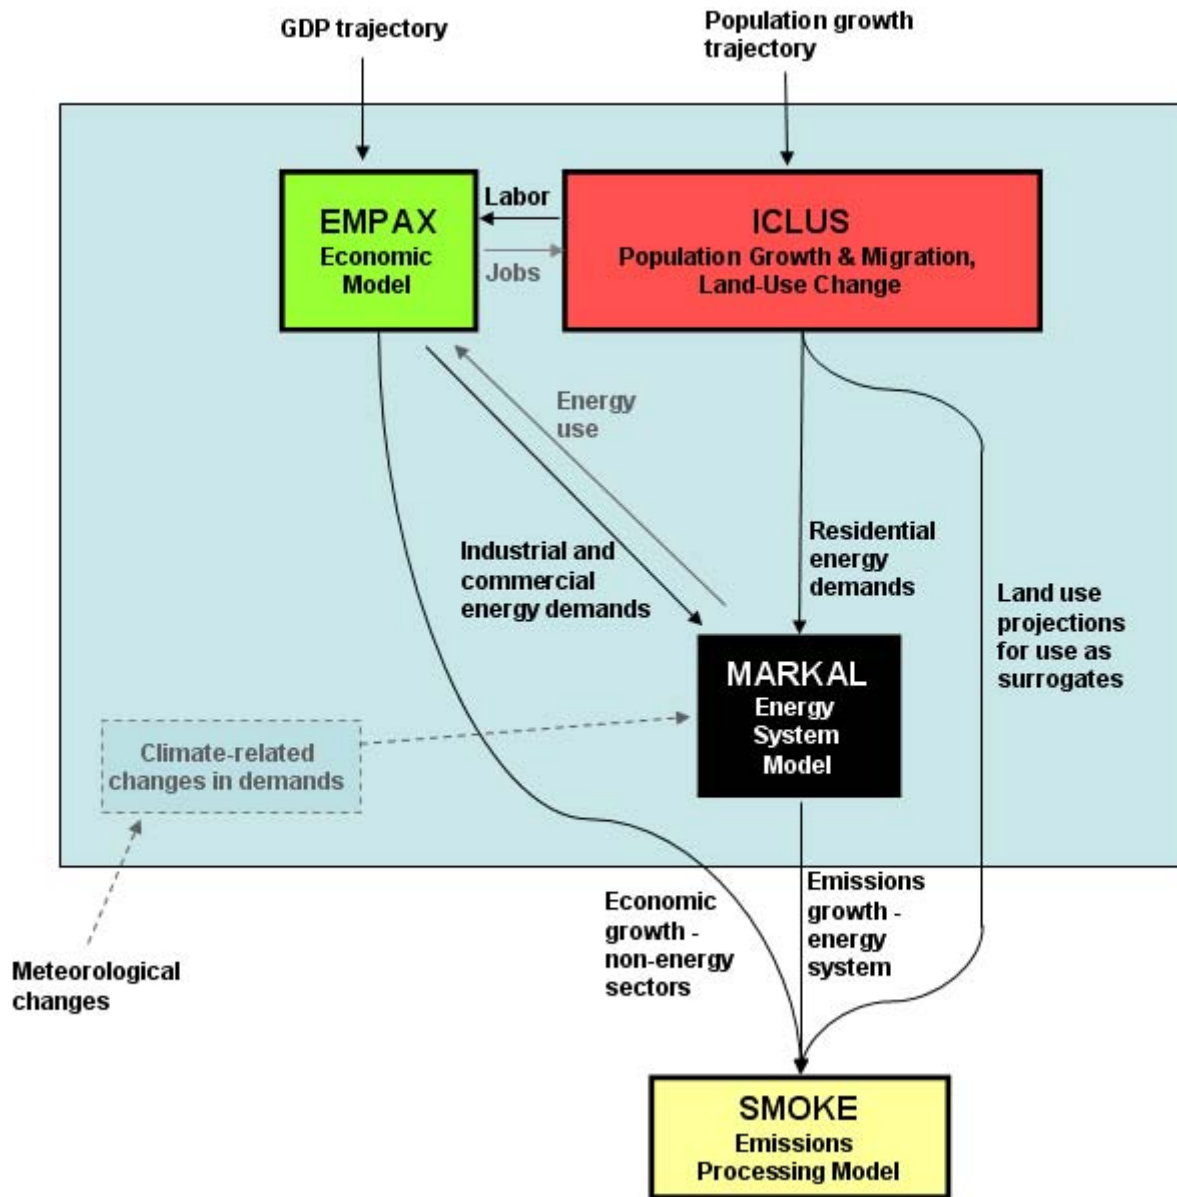 GDP trajectory
Population growth
trajectory
EMPAX
Economic
Model
Labor
Jobs
ICLUS
Population Growth & Migration,
Land-Use Change
Energy
use
Industrial and
commercial
energy demands
Residential
energy
demands
Land use
projections
for use as
surrogates
MARKAL
Energy
System
Model
Climate-related
changes in demands
Meteorological
changes
Economic
growth -
non-energy
sectors
Emissions
growth -
energy
system
SMOKE
Emissions
Processing Model